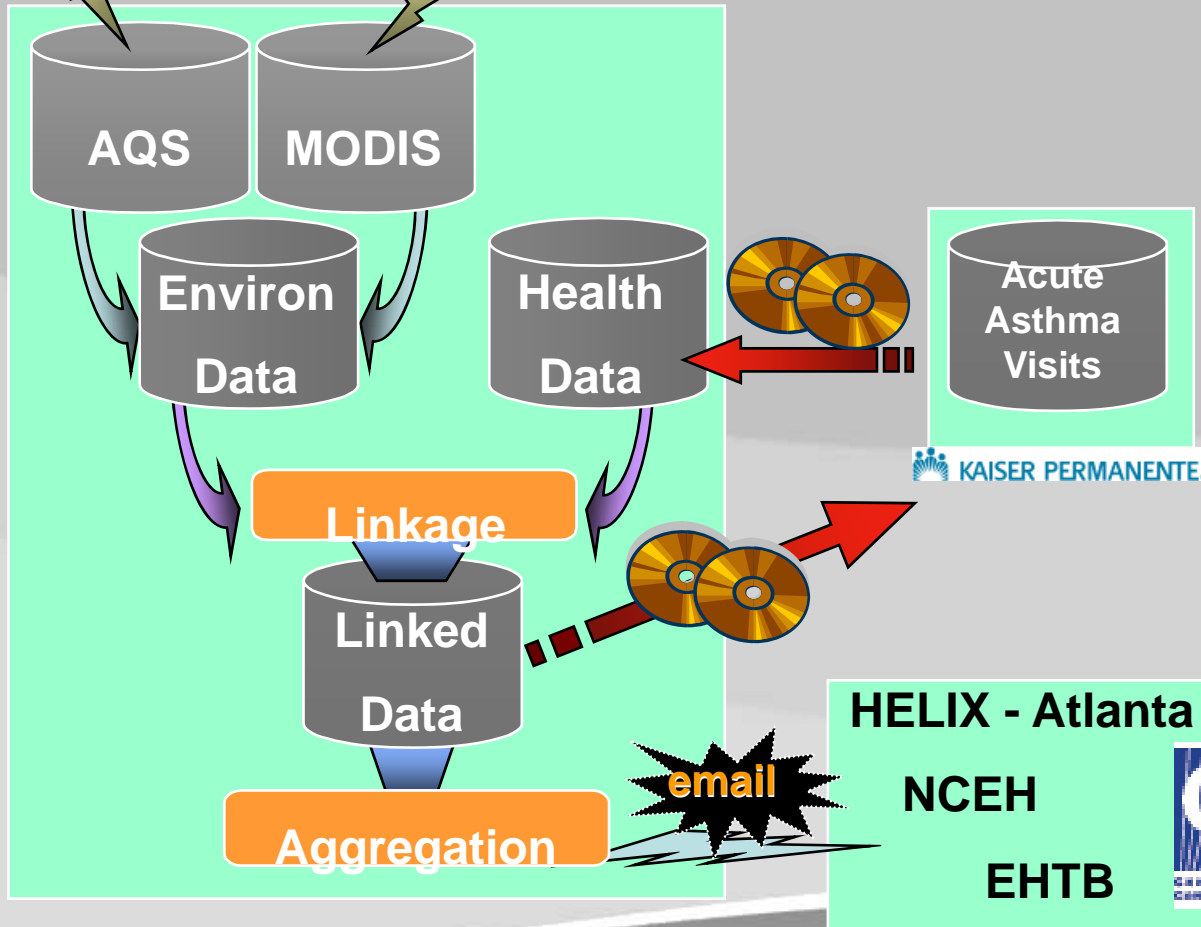 AQS
MODIS
Environ
Data
Health
Data
Acute
Asthma
Visits
KAISER PERMANENTE
Linkage
Linked
Data
email
Aggregation
HELIX - Atlanta
NCEH
EHTB